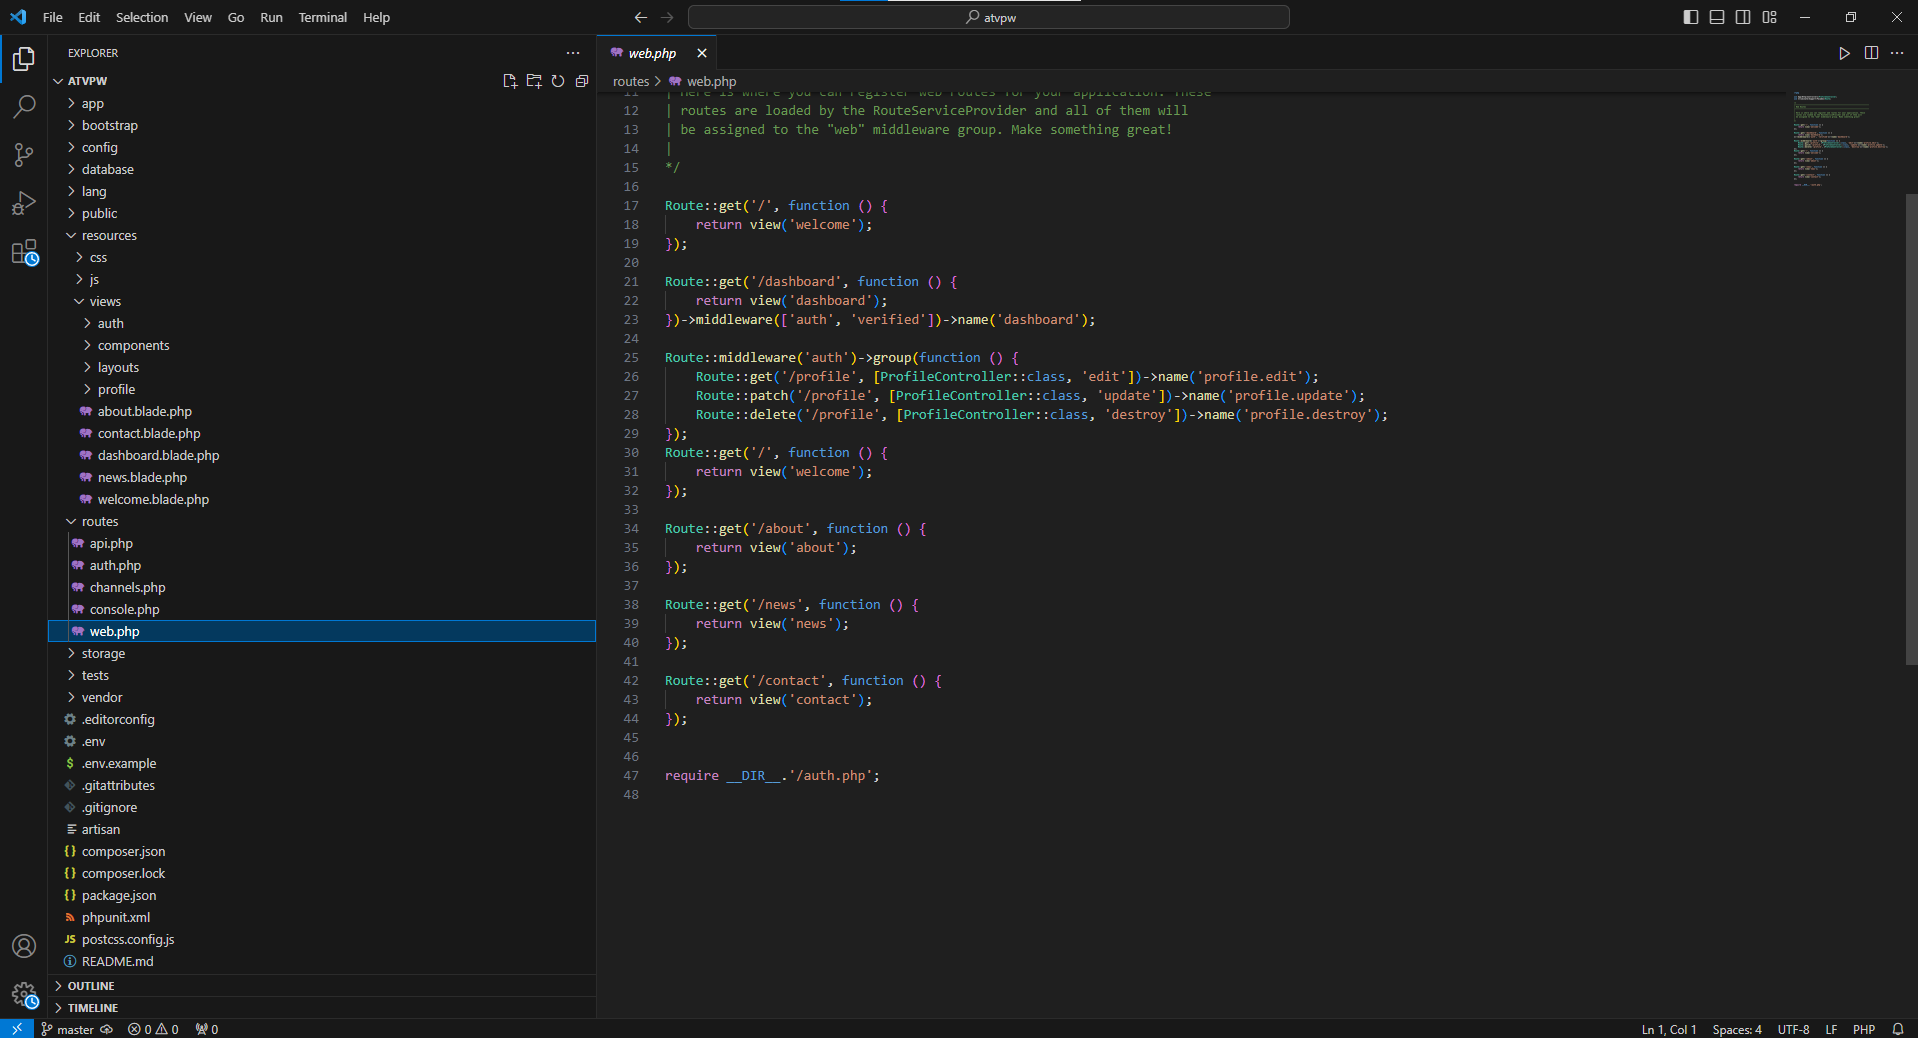 File Edit Selection View Go Run Terminal Help
atvpw
EXPLORER
ATVPW
app
bootstrap
config
database
lang
public
resources
css
js
views
auth
components
layouts
profile
about.blade.php
contact.blade.php
dashboard.blade.php
news.blade.php
welcome.blade.php
routes
api.php
auth.php
channels.php
console.php
web.php
storage
tests
vendor
.editorconfig
.env
.env.example
.gitattributes
.gitignore
artisan
composer.json
composer.lock
package.json
phpunit.xml
postcss.config.js
README.md
OUTLINE
TIMELINE
web.php
routes > web.php
11 | Here is where you can register web routes for your application. These
12 | routes are loaded by the RouteServiceProvider and all of them will
13 | be assigned to the "web" middleware group. Make something great!
14 |
15 */
16
17 Route::get('/', function () {
18     return view('welcome');
19 });
20
21 Route::get('/dashboard', function () {
22     return view('dashboard');
23 })->middleware(['auth', 'verified'])->name('dashboard');
24
25 Route::middleware('auth')->group(function () {
26     Route::get('/profile', [ProfileController::class, 'edit'])->name('profile.edit');
27     Route::patch('/profile', [ProfileController::class, 'update'])->name('profile.update');
28     Route::delete('/profile', [ProfileController::class, 'destroy'])->name('profile.destroy');
29 });
30 Route::get('/', function () {
31     return view('welcome');
32 });
33
34 Route::get('/about', function () {
35     return view('about');
36 });
37
38 Route::get('/news', function () {
39     return view('news');
40 });
41
42 Route::get('/contact', function () {
43     return view('contact');
44 });
45
46
47 require __DIR__.'/auth.php';
48
master 0 0 0
Ln 1, Col 1 Spaces: 4 UTF-8 LF PHP